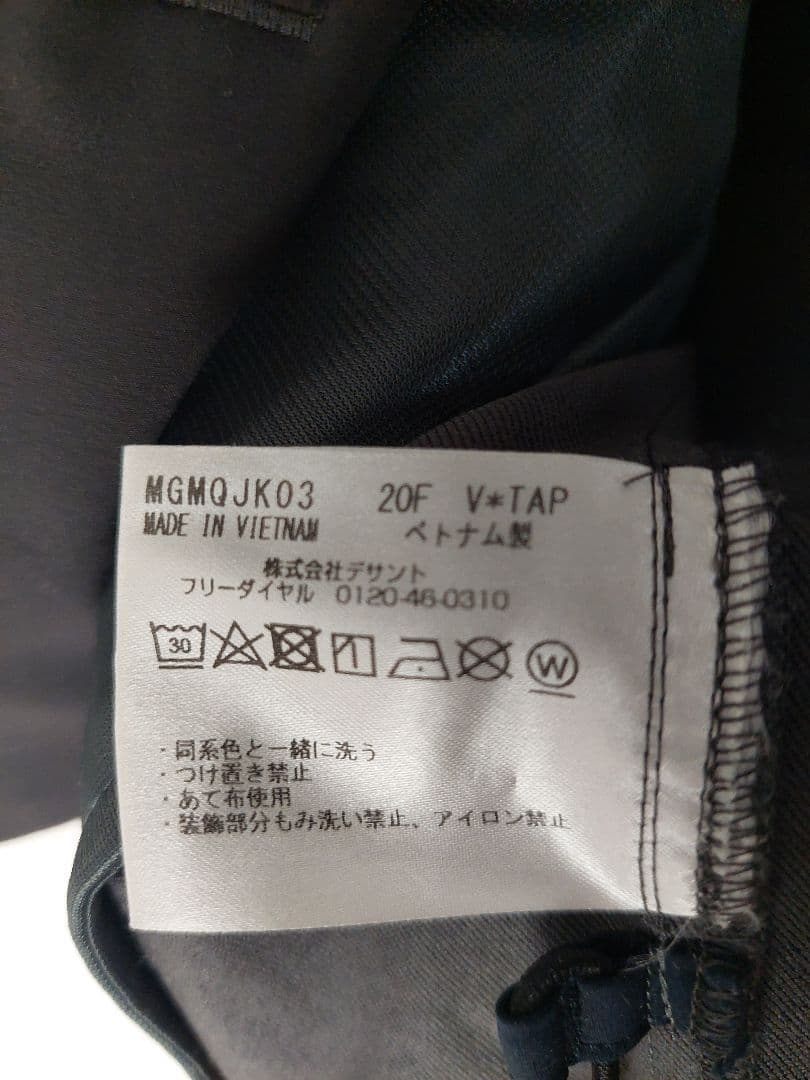 MGMQJK03 20F V*TAP
MADE IN VIETNAM ベトナム製
株式会社デサント
フリーダイヤル 0120-46-0310
30 W
・同系色と一緒に洗う
・つけ置き禁止
・あて布使用
・装飾部分もみ洗い禁止、アイロン禁止